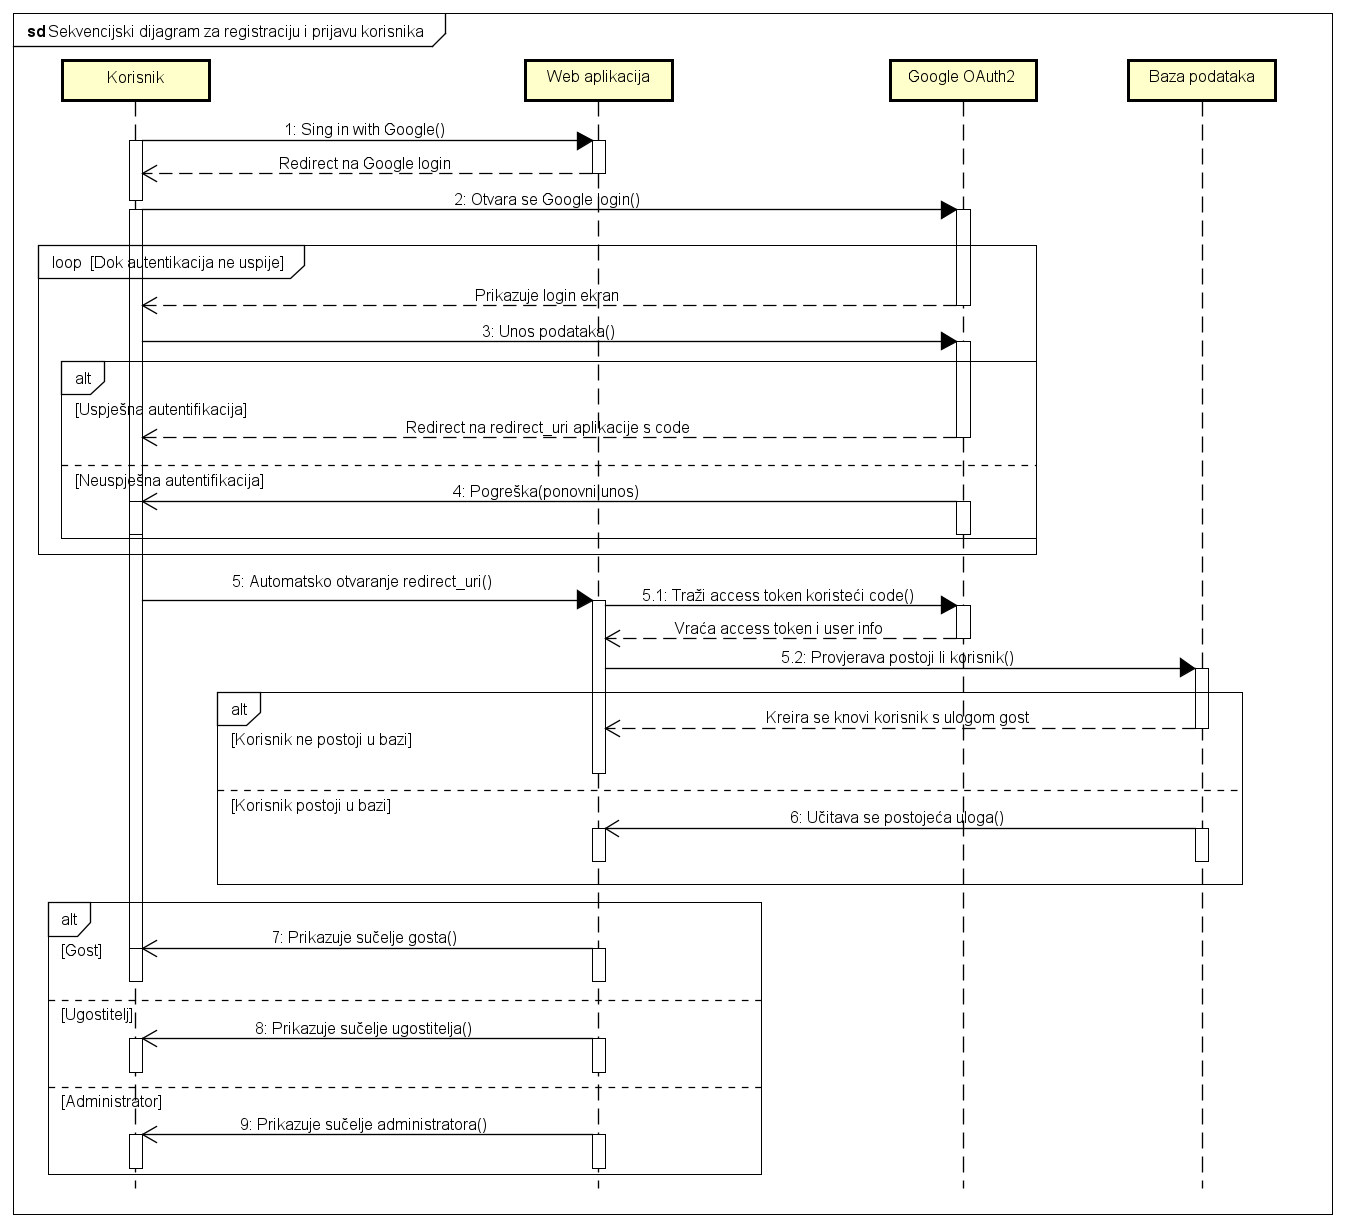 sd Sekvencijski dijagram za registraciju i prijavu korisnika
Korisnik
Web aplikacija
Google OAuth2
Baza podataka
1: Sing in with Google()
Redirect na Google login
2: Otvara se Google login()
loop [Dok autentikacija ne uspije]
Prikazuje login ekran
3: Unos podataka()
alt
[Uspješna autentifikacija]
Redirect na redirect_uri aplikacije s code
[Neuspješna autentifikacija]
4: Pogreška(ponovni unos)
5: Automatsko otvaranje redirect_uri()
5.1: Traži access token koristeći code()
Vraća access token i user info
5.2: Provjerava postoji li korisnik()
alt
Kreira se knovi korisnik s ulogom gost
[Korisnik ne postoji u bazi]
[Korisnik postoji u bazi]
6: Učitava se postojeća uloga()
alt
7: Prikazuje sučelje gosta()
[Gost]
[Ugostitelj]
8: Prikazuje sučelje ugostitelja()
[Administrator]
9: Prikazuje sučelje administratora()